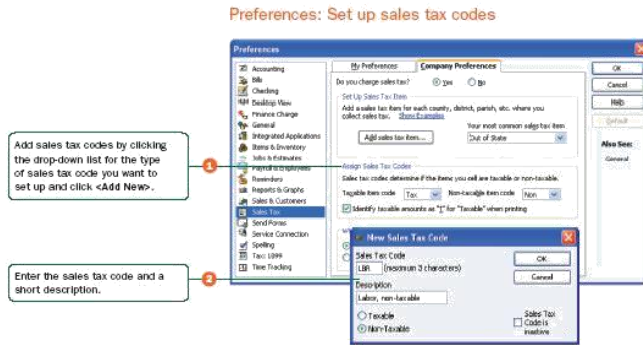 Preferences: Set up sales tax codes
Preferences
Accounting
Bills
Checking
Desktop View
Finance Charge
General
Integrated Applications
Items & Inventory
Jobs & Estimates
Payroll & Employees
Reminders
Reports & Graphs
Sales & Customers
Sales Tax
Send Forms
Service Connection
Spelling
Tax: 1099
Time Tracking
My Preferences
Company Preferences
Do you charge sales tax?
Yes
No
Set Up Sales Tax Item
Add a sales tax item for each county, district, parish, etc. where you
collect sales tax. Show Examples
Your most common sales tax item
Add sales tax item...
Out of State
Assign Sales Tax Codes
Sales tax codes determine if the items you sell are taxable or non-taxable.
Taxable item code
Tax
Non-taxable item code
Non
Identify taxable amounts as "T" for "Taxable" when printing
OK
Cancel
Help
Default
Also See:
General
Add sales tax codes by clicking
the drop-down list for the type
of sales tax code you want to
set up and click <Add New>.
1
Enter the sales tax code and a
short description.
2
New Sales Tax Code
Sales Tax Code
LBR
(maximum 3 characters)
Description
Labor, non-taxable
Taxable
Non-Taxable
OK
Cancel
Sales Tax
Code is
inactive